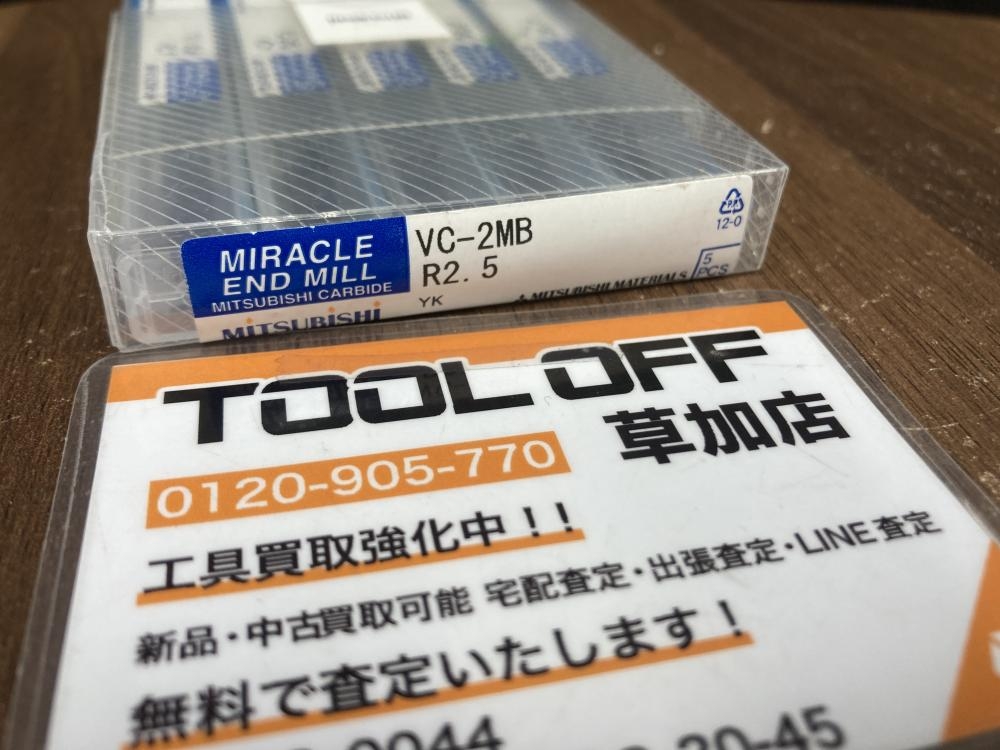 MIRACLE
END MILL
MITSUBISHI CARBIDE
MITSUBISHI
VC-2MB
R2.5
YK
MITSUBISHI MATERIALS
5
PCS
PP
12-0
TOOL OFF
草加店
0120-905-770
工具買取強化中!!
新品・中古買取可能 宅配査定・出張査定・LINE査定
無料で査定いたします!